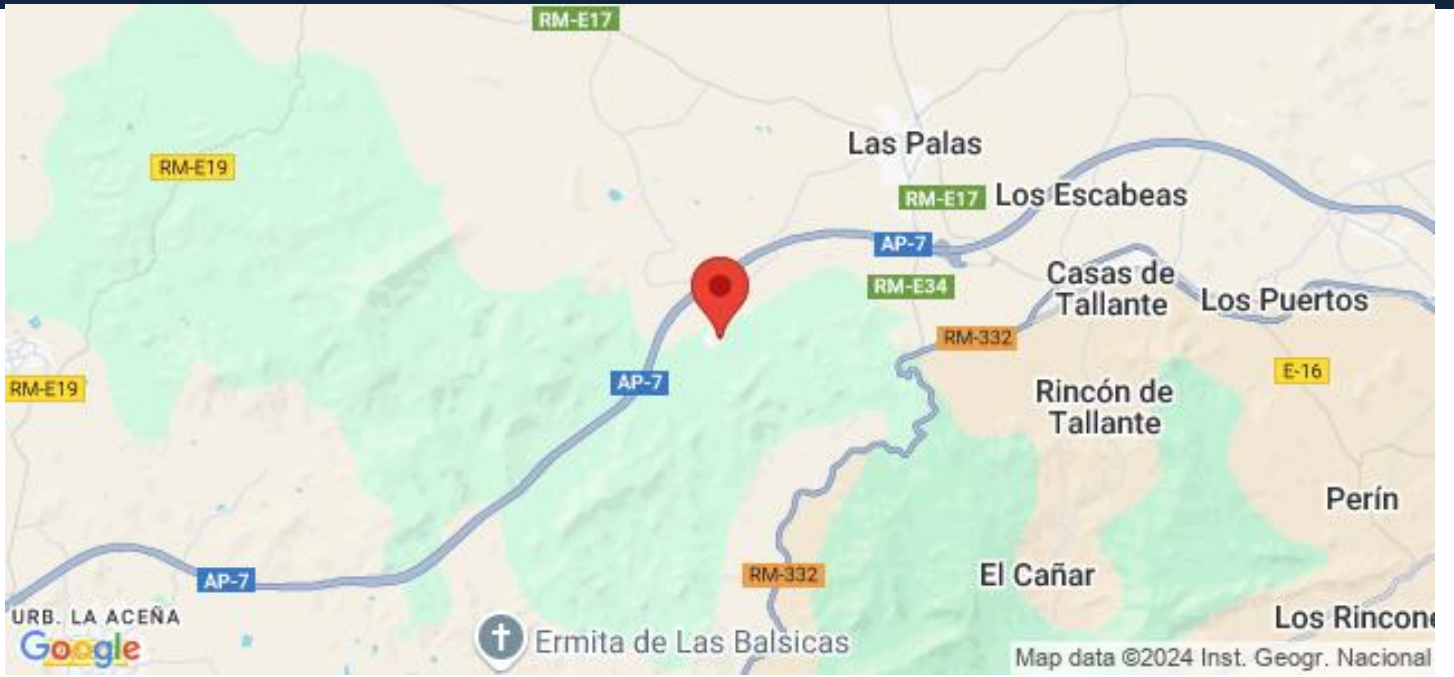 RM-E17
Las Palas
RM-E19
RM-E17
Los Escabeas
AP-7
RM-E34
Casas de
Tallante
Los Puertos
RM-332
AP-7
RM-E19
E-16
Rincón de
Tallante
Perín
AP-7
RM-332
El Cañar
URB. LA ACEÑA
Los Rincone
Google
Ermita de Las Balsicas
Map data ©2024 Inst. Geogr. Nacional